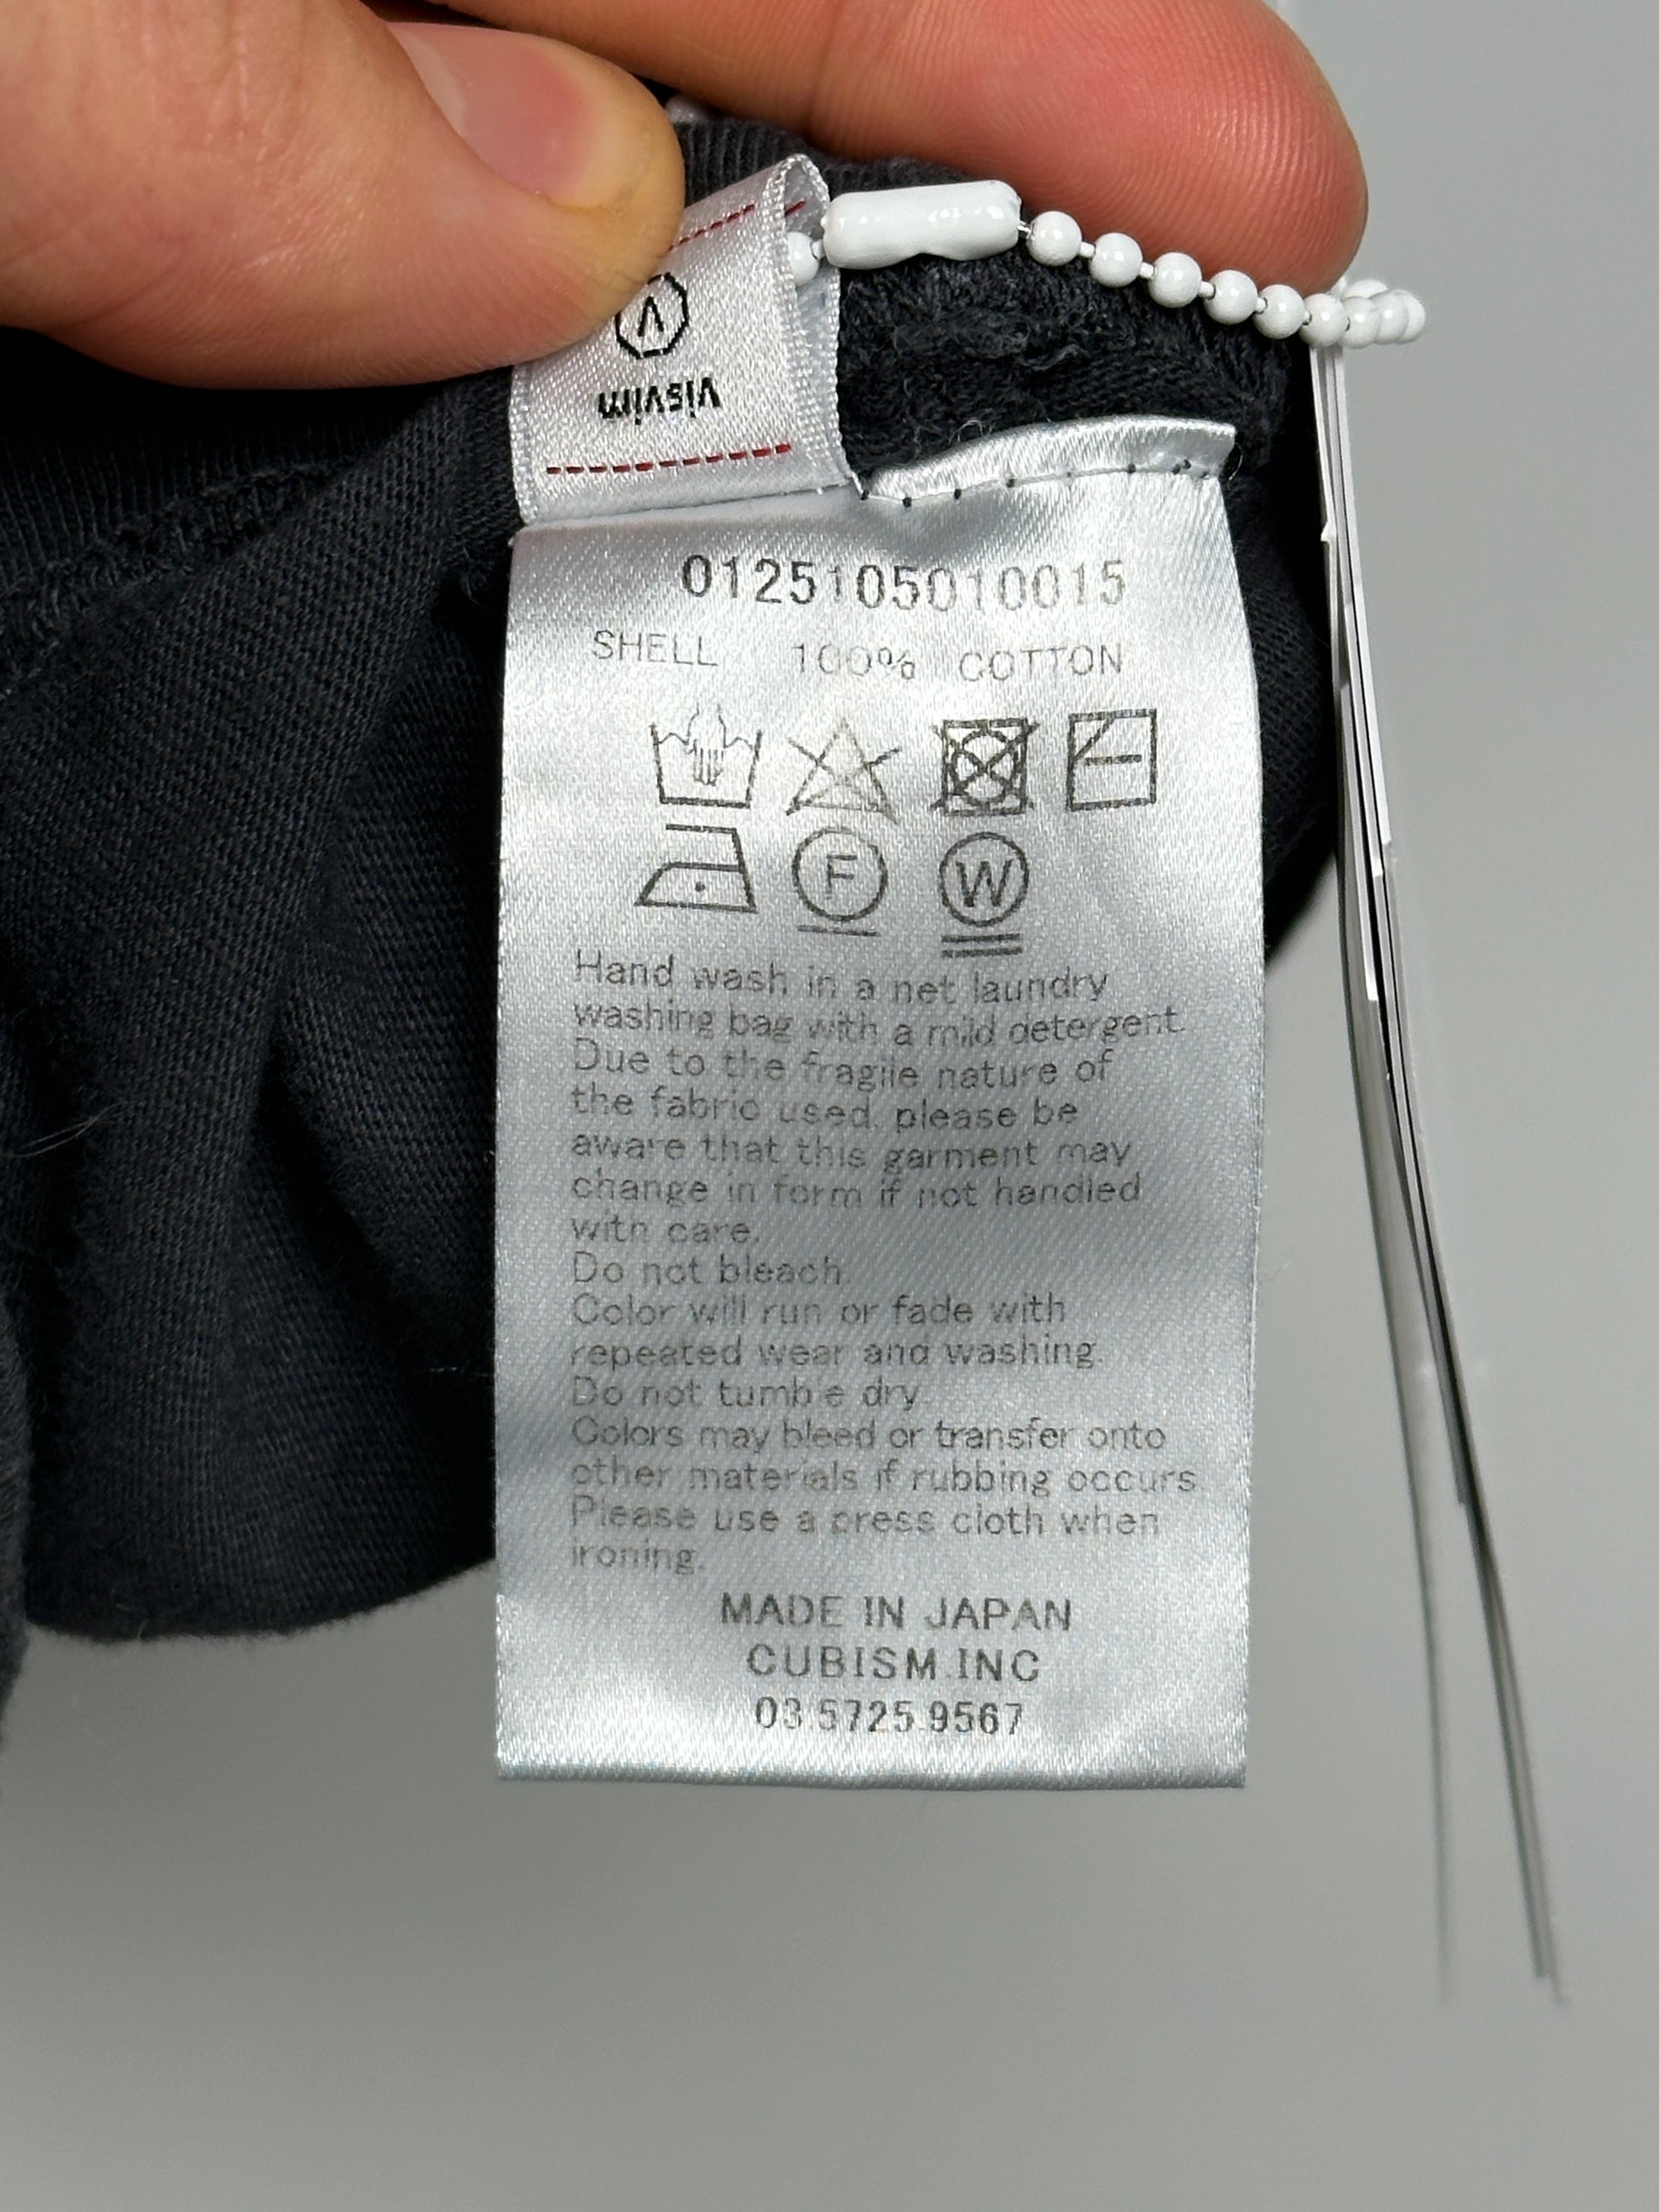 visvim
0125105010015
SHELL 100% COTTON
F W
Hand wash in a net laundry
washing bag with a mild detergent.
Due to the fragile nature of
the fabric used, please be
aware that this garment may
change in form if not handled
with care.
Do not bleach.
Color will run or fade with
repeated wear and washing.
Do not tumble dry.
Colors may bleed or transfer onto
other materials if rubbing occurs.
Please use a press cloth when
ironing.
MADE IN JAPAN
CUBISM.INC
03.5725.9567